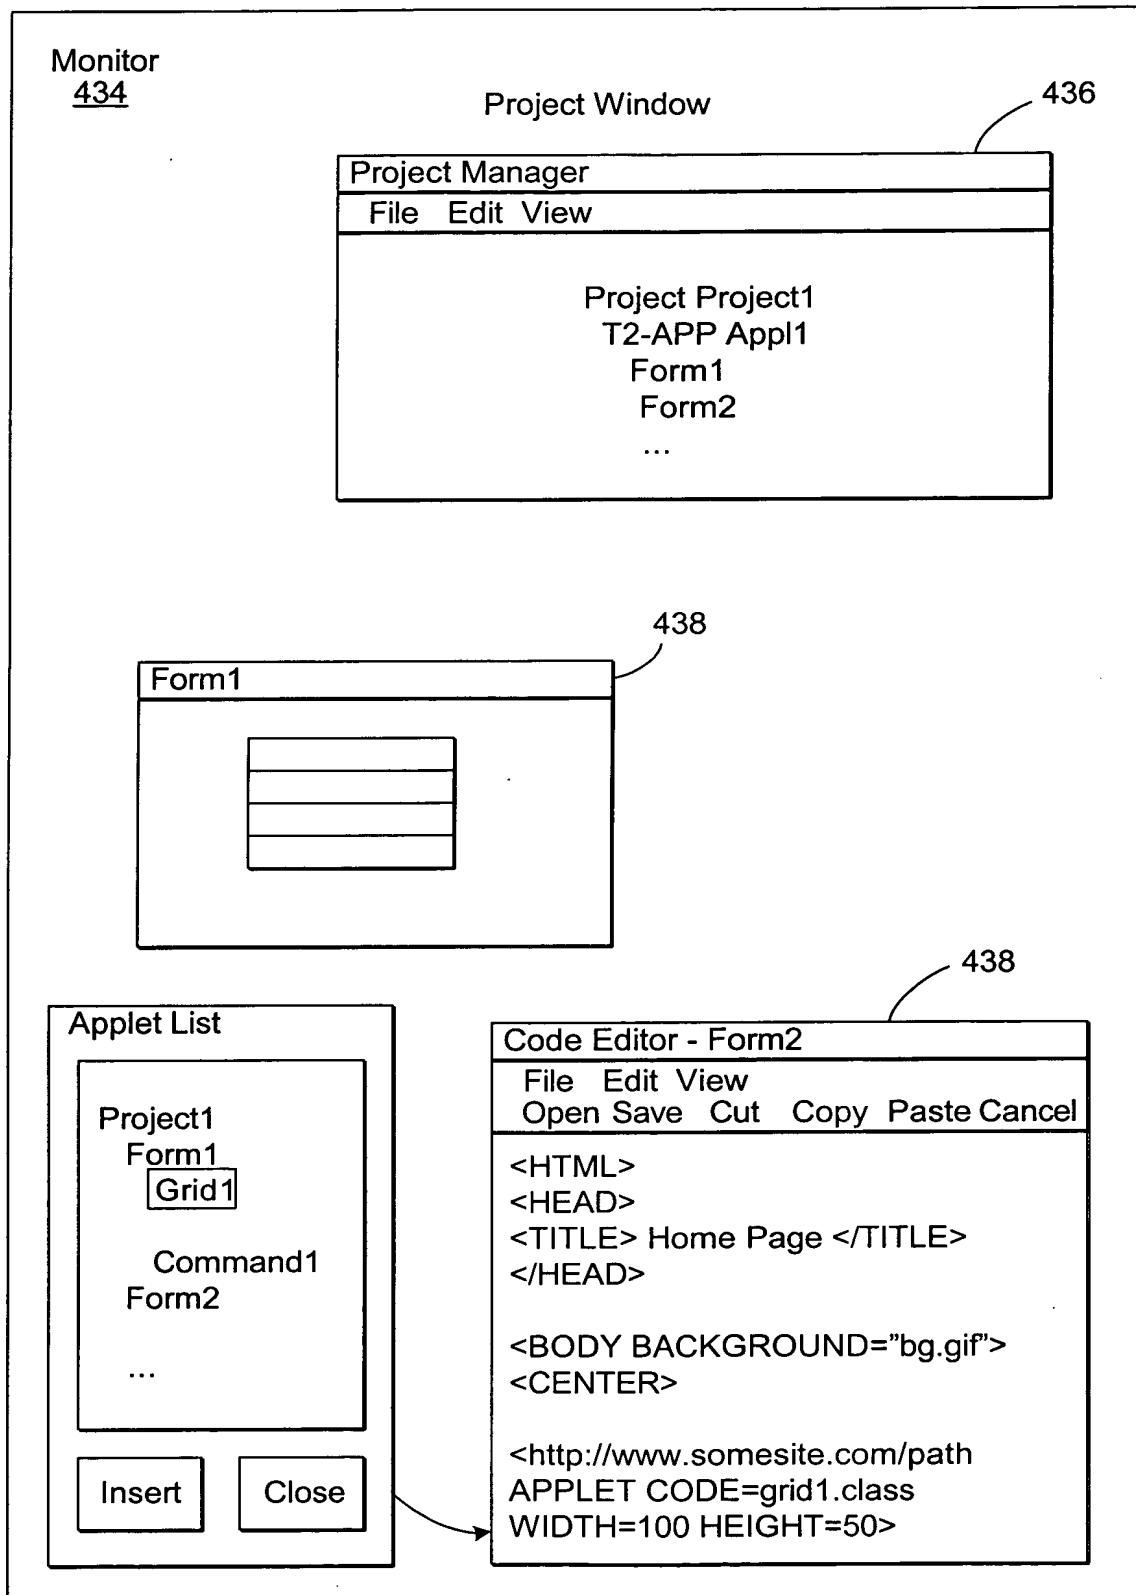 Monitor
434
Project Window
436
Project Manager
File Edit View
Project Project1
T2-APP Appl1
Form1
Form2
...
438
Form1
438
Applet List
Project1
Form1
Grid1
Command1
Form2
...
Insert Close
Code Editor - Form2
File Edit View
Open Save Cut Copy Paste Cancel
<HTML>
<HEAD>
<TITLE> Home Page </TITLE>
</HEAD>
<BODY BACKGROUND=”bg.gif”>
<CENTER>
<http://www.somesite.com/path
APPLET CODE=grid1.class
WIDTH=100 HEIGHT=50>